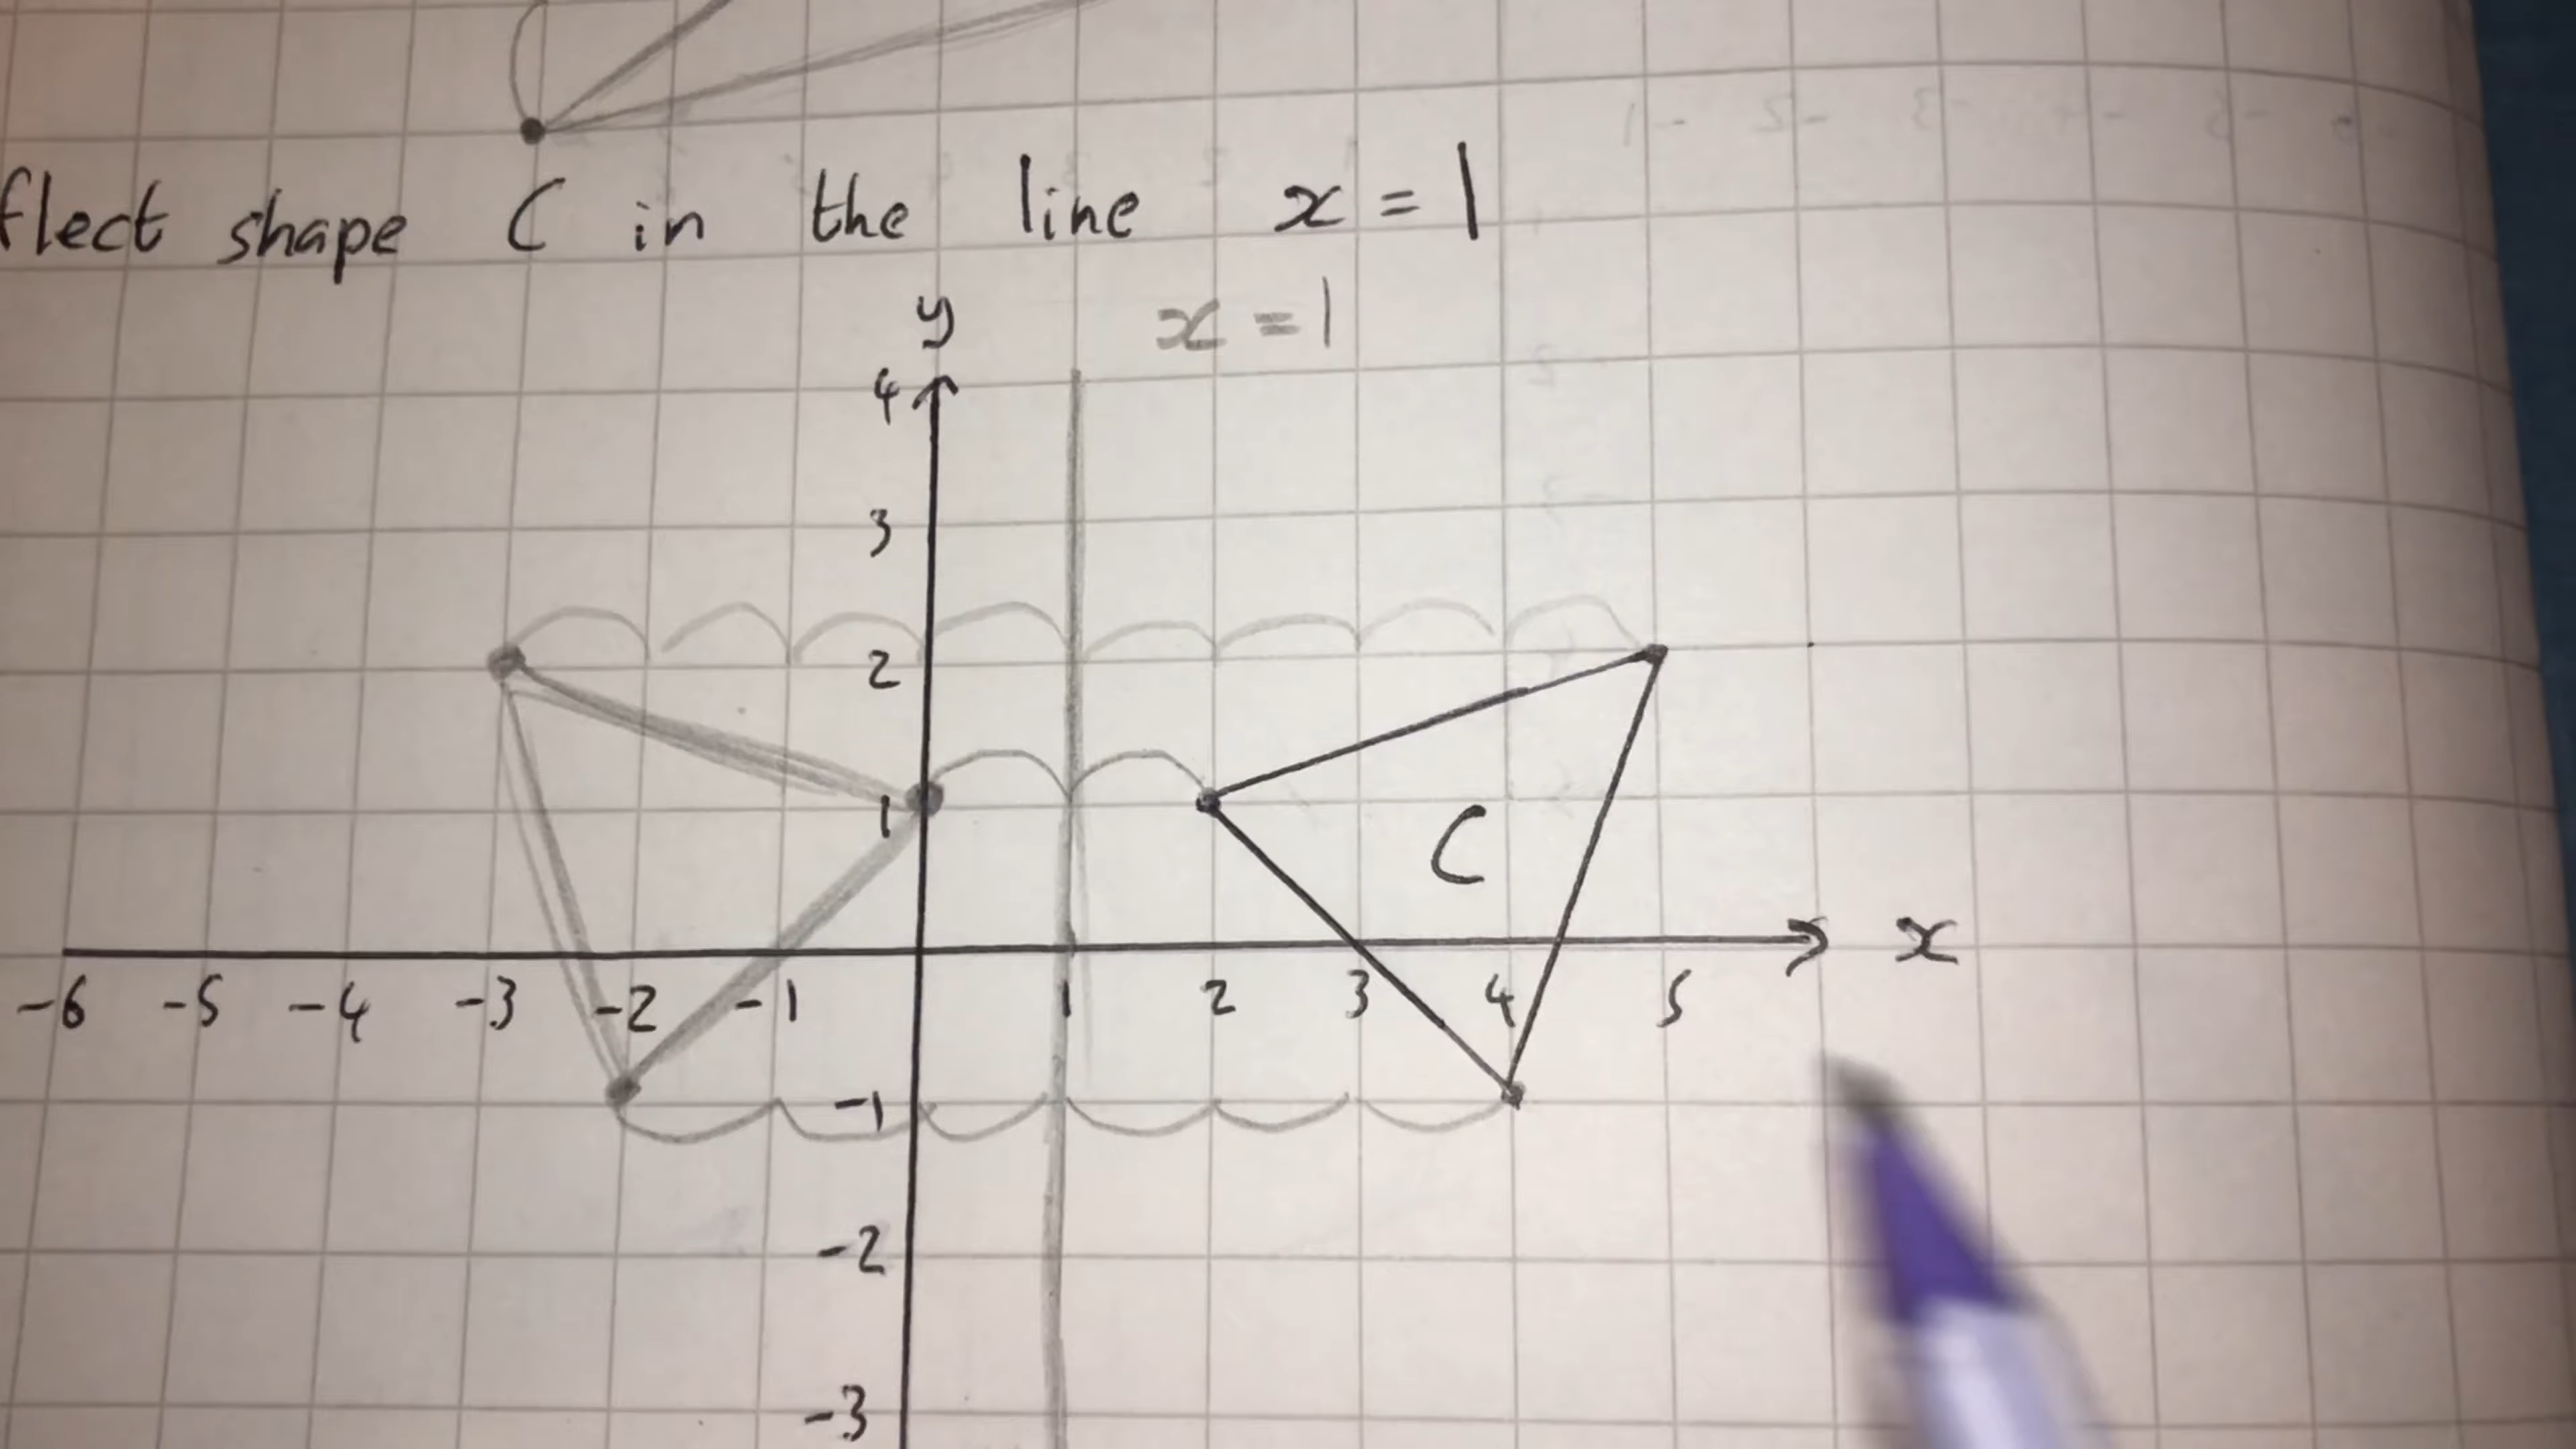 flect shape C in the line x = 1
x = 1
y
4
3
2
1
C
x
-6 -5 -4 -3 -2 -1 1 2 3 4 5
-1
-2
-3